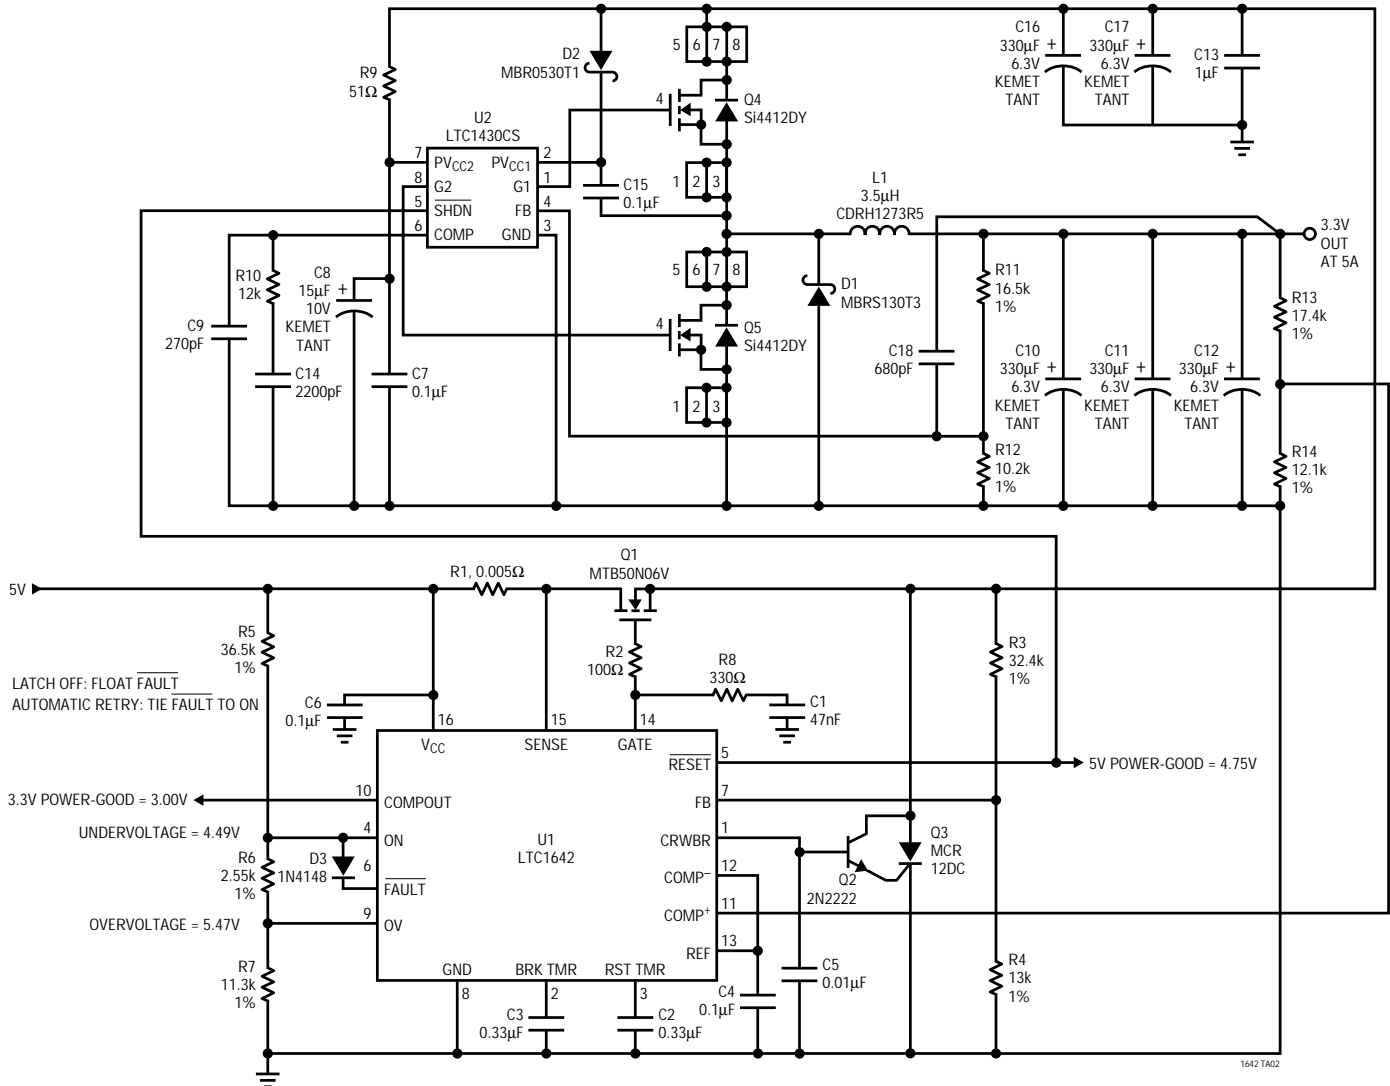 R9
51Ω
D2
MBR0530T1
5 6 7 8
4
Q4
Si4412DY
1 2 3
U2
LTC1430CS
7 PVCC2
8 G2
5 SHDN
6 COMP
PVCC1 2
G1 1
FB 4
GND 3
C15
0.1µF
C16
330µF +
6.3V
KEMET
TANT
C17
330µF +
6.3V
KEMET
TANT
C13
1µF
L1
3.5µH
CDRH1273R5
3.3V
OUT
AT 5A
R10
12k
C8
15µF +
10V
KEMET
TANT
C9
270pF
C14
2200pF
C7
0.1µF
5 6 7 8
4
Q5
Si4412DY
1 2 3
D1
MBRS130T3
C18
680pF
R11
16.5k
1%
R12
10.2k
1%
C10
330µF +
6.3V
KEMET
TANT
C11
330µF +
6.3V
KEMET
TANT
C12
330µF +
6.3V
KEMET
TANT
R13
17.4k
1%
R14
12.1k
1%
5V
R1, 0.005Ω
Q1
MTB50N06V
R5
36.5k
1%
R2
100Ω
R8
330Ω
C1
47nF
R3
32.4k
1%
LATCH OFF: FLOAT FAULT
AUTOMATIC RETRY: TIE FAULT TO ON
C6
0.1µF
16
VCC
15
SENSE
14
GATE
RESET 5
5V POWER-GOOD = 4.75V
3.3V POWER-GOOD = 3.00V
10 COMPOUT
FB 7
UNDERVOLTAGE = 4.49V
4 ON
U1
LTC1642
CRWBR 1
R6
2.55k
1%
D3
1N4148
6 FAULT
COMP– 12
Q2
2N2222
Q3
MCR
12DC
OVERVOLTAGE = 5.47V
9 OV
COMP+ 11
REF 13
R7
11.3k
1%
GND
8
BRK TMR
2
RST TMR
3
C3
0.33µF
C2
0.33µF
C4
0.1µF
C5
0.01µF
R4
13k
1%
1642 TA02